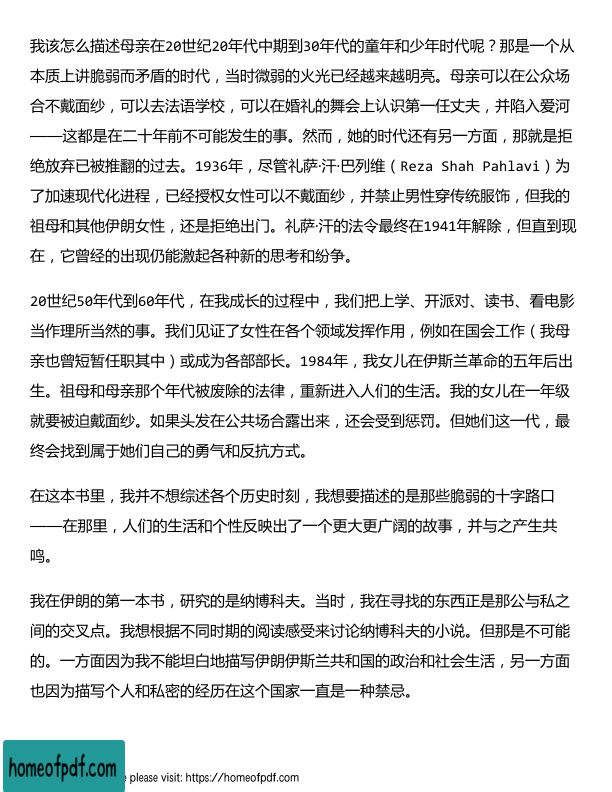 我该怎么描述母亲在20世纪20年代中期到30年代的童年和少年时代呢？那是一个从
本质上讲脆弱而矛盾的时代，当时微弱的火光已经越来越明亮。母亲可以在公众场
合不戴面纱，可以去法语学校，可以在婚礼的舞会上认识第一任丈夫，并陷入爱河
——这都是在二十年前不可能发生的事。然而，她的时代还有另一方面，那就是拒
绝放弃已被推翻的过去。1936年，尽管礼萨·汗·巴列维（Reza Shah Pahlavi）为
了加速现代化进程，已经授权女性可以不戴面纱，并禁止男性穿传统服饰，但我的
祖母和其他伊朗女性，还是拒绝出门。礼萨·汗的法令最终在1941年解除，但直到现
在，它曾经的出现仍能激起各种新的思考和纷争。
20世纪50年代到60年代，在我成长的过程中，我们把上学、开派对、读书、看电影
当作理所当然的事。我们见证了女性在各个领域发挥作用，例如在国会工作（我母
亲也曾短暂任职其中）或成为各部部长。1984年，我女儿在伊斯兰革命的五年后出
生。祖母和母亲那个年代被废除的法律，重新进入人们的生活。我的女儿在一年级
就要被迫戴面纱。如果头发在公共场合露出来，还会受到惩罚。但她们这一代，最
终会找到属于她们自己的勇气和反抗方式。
在这本书里，我并不想综述各个历史时刻，我想要描述的是那些脆弱的十字路口
——在那里，人们的生活和个性反映出了一个更大更广阔的故事，并与之产生共
鸣。
我在伊朗的第一本书，研究的是纳博科夫。当时，我在寻找的东西正是那公与私之
间的交叉点。我想根据不同时期的阅读感受来讨论纳博科夫的小说。但那是不可能
的。一方面因为我不能坦白地描写伊朗伊斯兰共和国的政治和社会生活，另一方面
也因为描写个人和私密的经历在这个国家一直是一种禁忌。
homeofpdf.com
please visit: https://homeofpdf.com